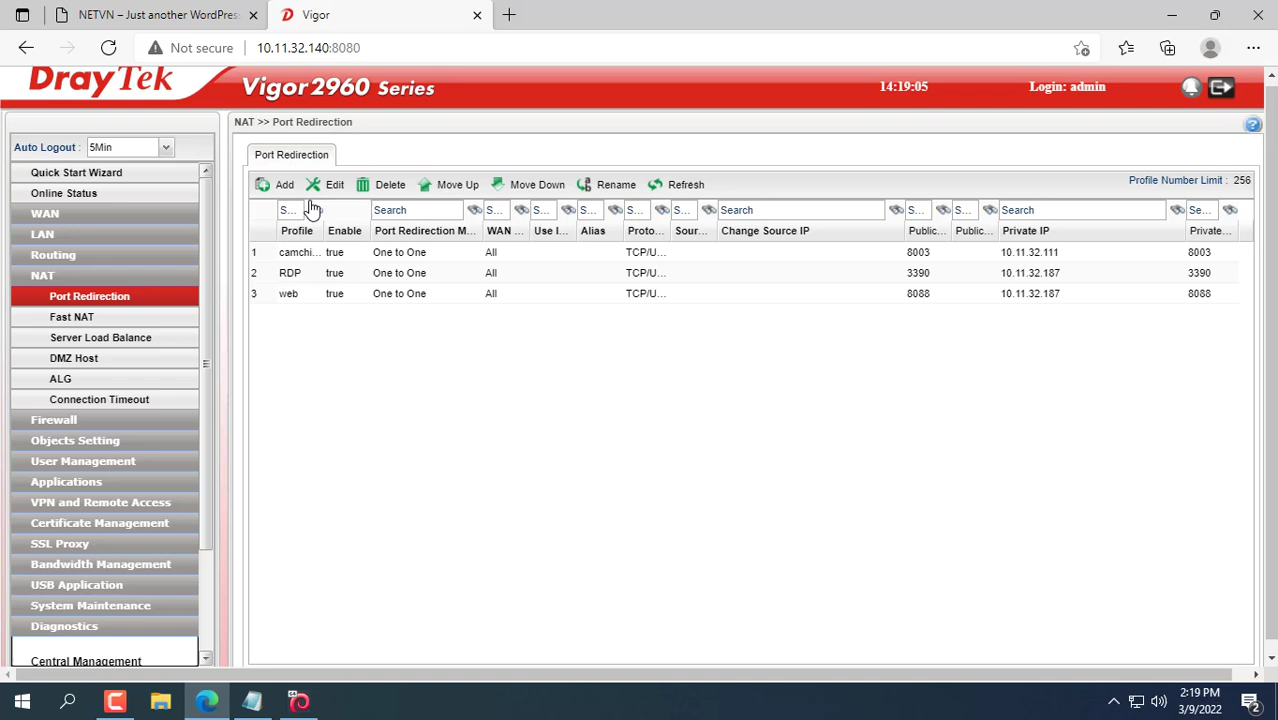 NETVN – Just another WordPress
Vigor
Not secure
10.11.32.140:8080
DrayTek
Vigor2960 Series
14:19:05
Login: admin
Auto Logout :
5Min
Quick Start Wizard
Online Status
WAN
LAN
Routing
NAT
Port Redirection
Fast NAT
Server Load Balance
DMZ Host
ALG
Connection Timeout
Firewall
Objects Setting
User Management
Applications
VPN and Remote Access
Certificate Management
SSL Proxy
Bandwidth Management
USB Application
System Maintenance
Diagnostics
Central Management
NAT >> Port Redirection
Port Redirection
Add Edit Delete Move Up Move Down Rename Refresh Profile Number Limit : 256
S... Search S... S... S... S... S... Search S... S... Search Se...
Profile Enable Port Redirection M... WAN ... Use I... Alias Proto... Sour... Change Source IP Public... Public... Private IP Private...
1 camchi... true One to One All TCP/U... 8003 10.11.32.111 8003
2 RDP true One to One All TCP/U... 3390 10.11.32.187 3390
3 web true One to One All TCP/U... 8088 10.11.32.187 8088
2:19 PM
3/9/2022
2